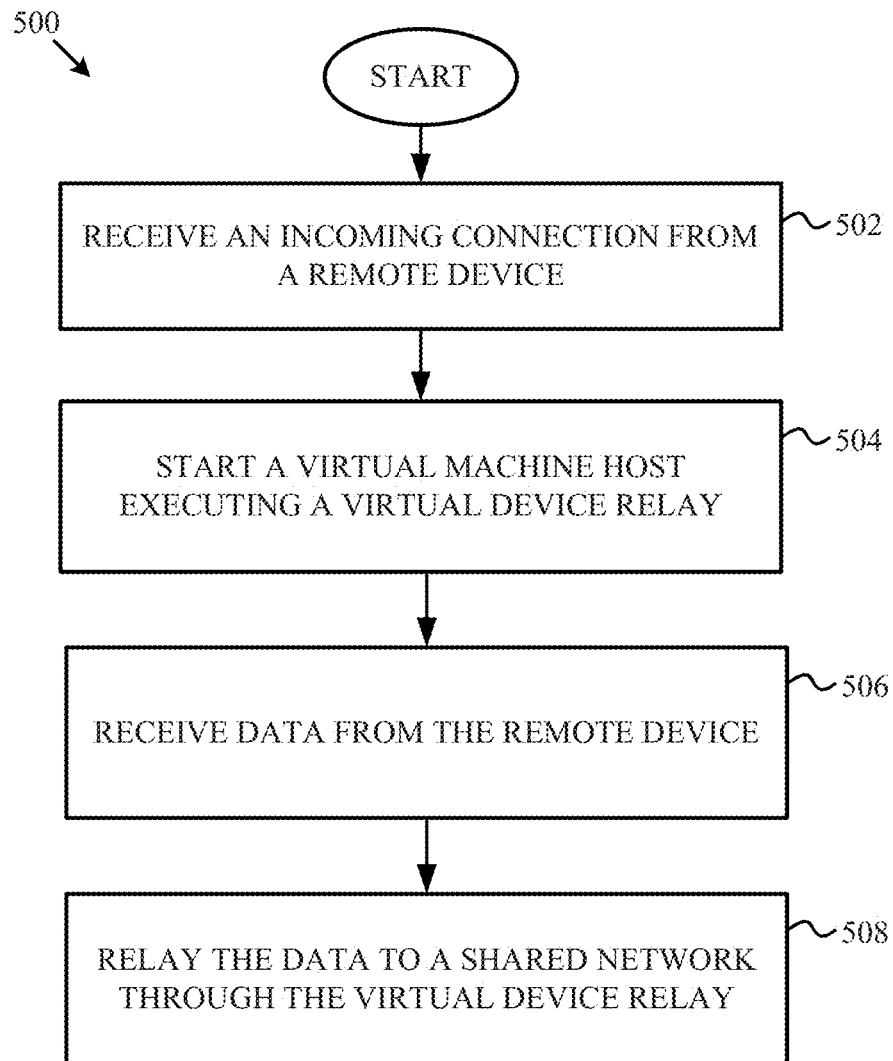 500
START
RECEIVE AN INCOMING CONNECTION FROM
A REMOTE DEVICE
502
START A VIRTUAL MACHINE HOST
EXECUTING A VIRTUAL DEVICE RELAY
504
RECEIVE DATA FROM THE REMOTE DEVICE
506
RELAY THE DATA TO A SHARED NETWORK
THROUGH THE VIRTUAL DEVICE RELAY
508